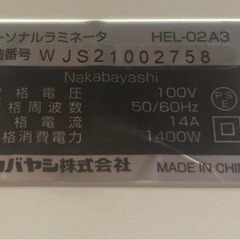 ーソナルラミネータ HEL-02A3
番号 WJS21002758
Nakabayashi
格電圧 100V
格周波数 50/60Hz
格電流 14A
格消費電力 1400W
カバヤシ株式会社 MADE IN CHIN